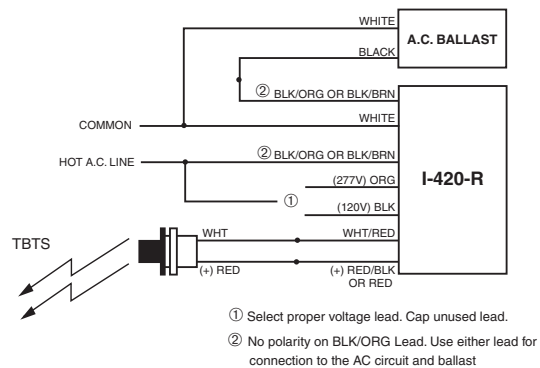 WHITE
A.C. BALLAST
BLACK
② BLK/ORG OR BLK/BRN
WHITE
COMMON
HOT A.C. LINE
② BLK/ORG OR BLK/BRN
I-420-R
(277V) ORG
①
(120V) BLK
TBTS
WHT
WHT/RED
(+) RED
(+) RED/BLK
OR RED
① Select proper voltage lead. Cap unused lead.
② No polarity on BLK/ORG Lead. Use either lead for
connection to the AC circuit and ballast